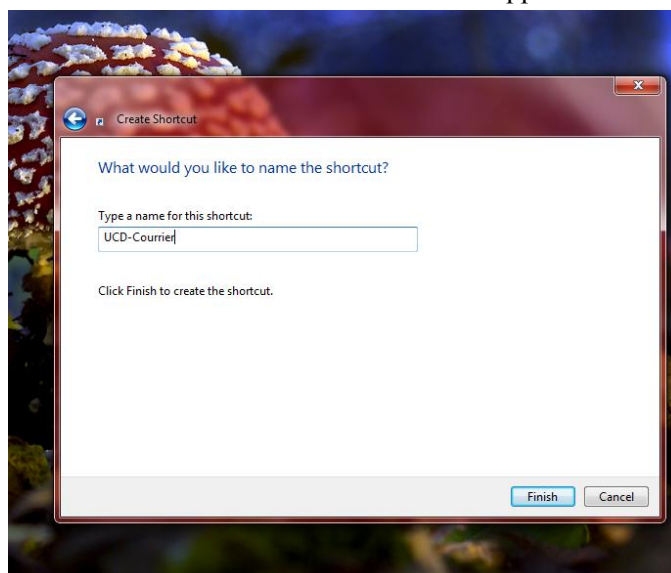 Create Shortcut
What would you like to name the shortcut?
Type a name for this shortcut:
UCD-Courrier
Click Finish to create the shortcut.
Finish Cancel